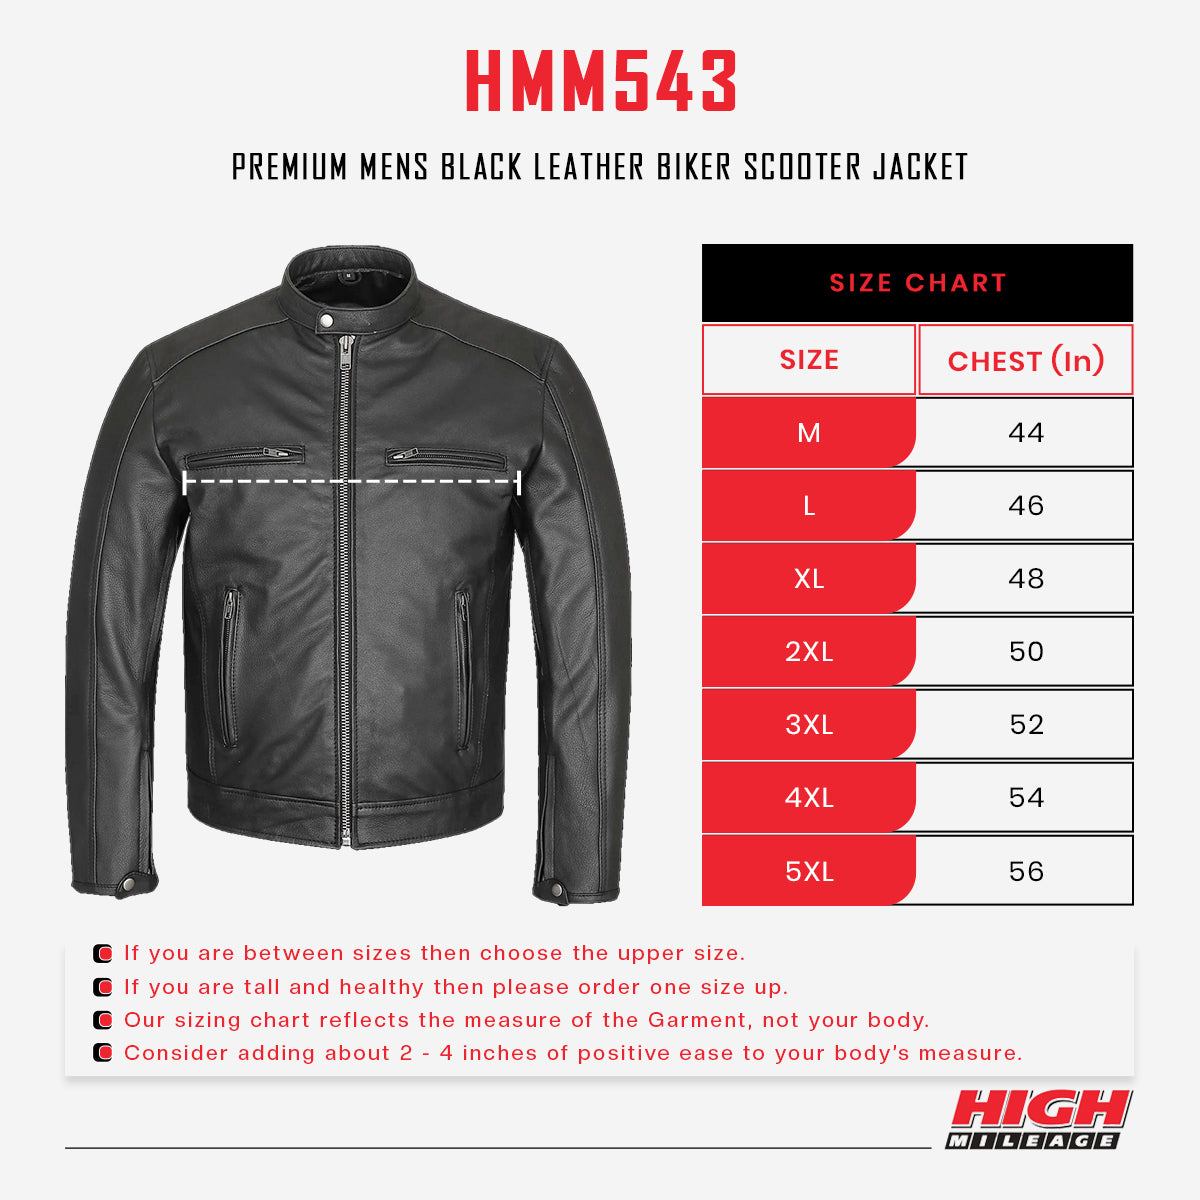 HMM543
PREMIUM MENS BLACK LEATHER BIKER SCOOTER JACKET
M
SIZE CHART
SIZE CHEST (In)
M 44
L 46
XL 48
2XL 50
3XL 52
4XL 54
5XL 56
If you are between sizes then choose the upper size.
If you are tall and healthy then please order one size up.
Our sizing chart reflects the measure of the Garment, not your body.
Consider adding about 2 - 4 inches of positive ease to your body's measure.
HIGH
MILEAGE